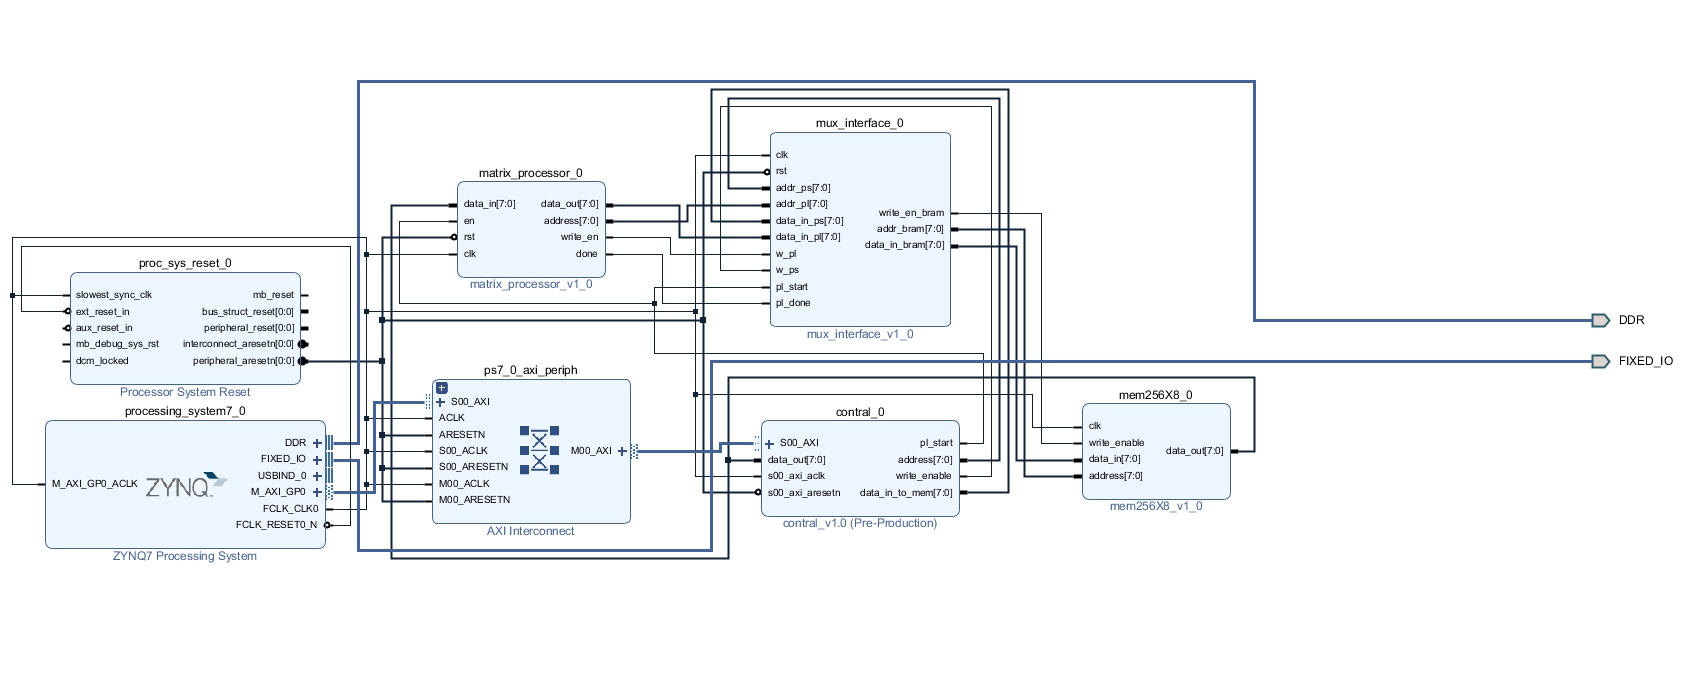 mux_interface_0
clk
rst
addr_ps[7:0]
addr_pl[7:0]
data_in_ps[7:0]
data_in_pl[7:0]
w_pl
w_ps
pl_start
pl_done
write_en_bram
addr_bram[7:0]
data_in_bram[7:0]
mux_interface_v1_0
matrix_processor_0
data_in[7:0]
en
rst
clk
data_out[7:0]
address[7:0]
write_en
done
matrix_processor_v1_0
proc_sys_reset_0
slowest_sync_clk
ext_reset_in
aux_reset_in
mb_debug_sys_rst
dcm_locked
mb_reset
bus_struct_reset[0:0]
peripheral_reset[0:0]
interconnect_aresetn[0:0]
peripheral_aresetn[0:0]
Processor System Reset
DDR
FIXED_IO
ps7_0_axi_periph
S00_AXI
ACLK
ARESETN
S00_ACLK
S00_ARESETN
M00_ACLK
M00_ARESETN
M00_AXI
AXI Interconnect
processing_system7_0
M_AXI_GP0_ACLK
ZYNQ
DDR
FIXED_IO
USBIND_0
M_AXI_GP0
FCLK_CLK0
FCLK_RESET0_N
ZYNQ7 Processing System
contral_0
S00_AXI
data_out[7:0]
s00_axi_aclk
s00_axi_aresetn
pl_start
address[7:0]
write_enable
data_in_to_mem[7:0]
contral_v1.0 (Pre-Production)
mem256X8_0
clk
write_enable
data_in[7:0]
address[7:0]
data_out[7:0]
mem256X8_v1_0